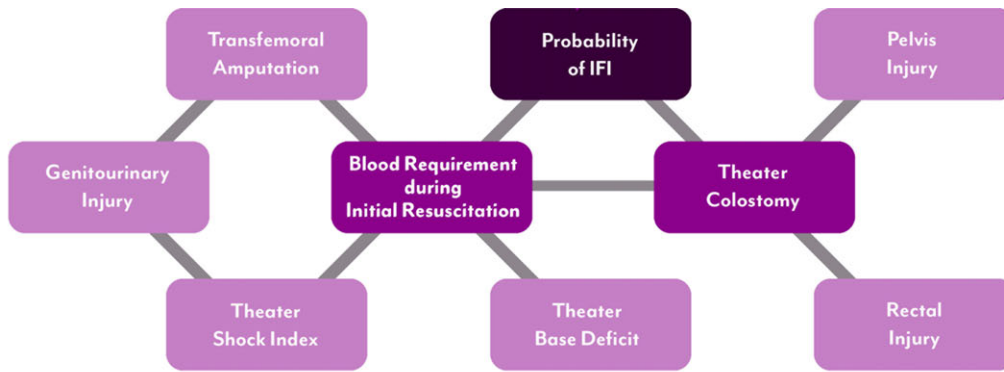 Transfemoral
Amputation
Probability
of IFI
Pelvis
Injury
Genitourinary
Injury
Blood Requirement
during
Initial Resuscitation
Theater
Colostomy
Theater
Shock Index
Theater
Base Deficit
Rectal
Injury